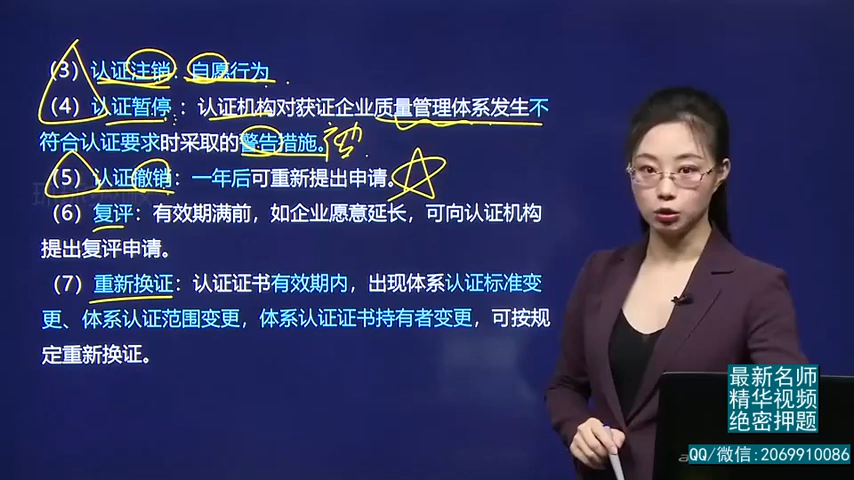 （3）认证注销：自愿行为
（4）认证暂停：认证机构对获证企业质量管理体系发生不
符合认证要求时采取的警告措施。
（5）认证撤销：一年后可重新提出申请。
（6）复评：有效期满前，如企业愿意延长，可向认证机构
提出复评申请。
（7）重新换证：认证证书有效期内，出现体系认证标准变
更、体系认证范围变更，体系认证证书持有者变更，可按规
定重新换证。
最新名师
精华视频
绝密押题
QQ/微信:2069910086